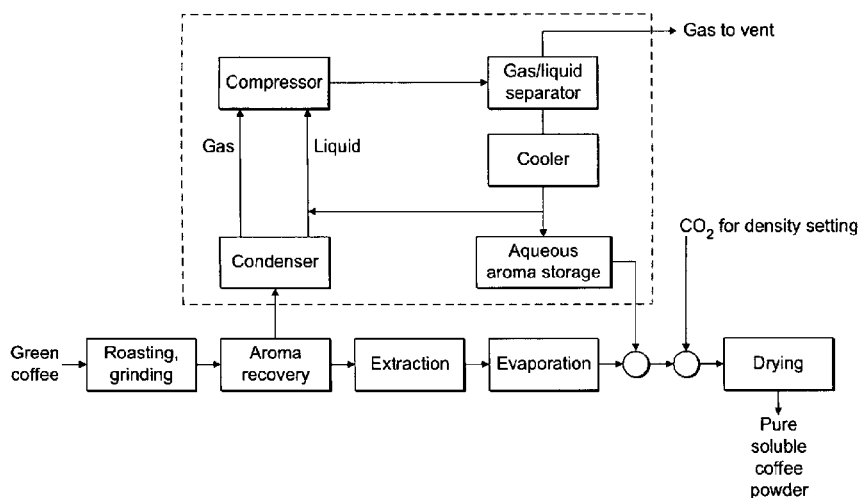 Gas to vent
Compressor
Gas/liquid
separator
Gas
Liquid
Cooler
CO₂ for density setting
Condenser
Aqueous
aroma storage
Green
coffee
Roasting,
grinding
Aroma
recovery
Extraction
Evaporation
Drying
Pure
soluble
coffee
powder